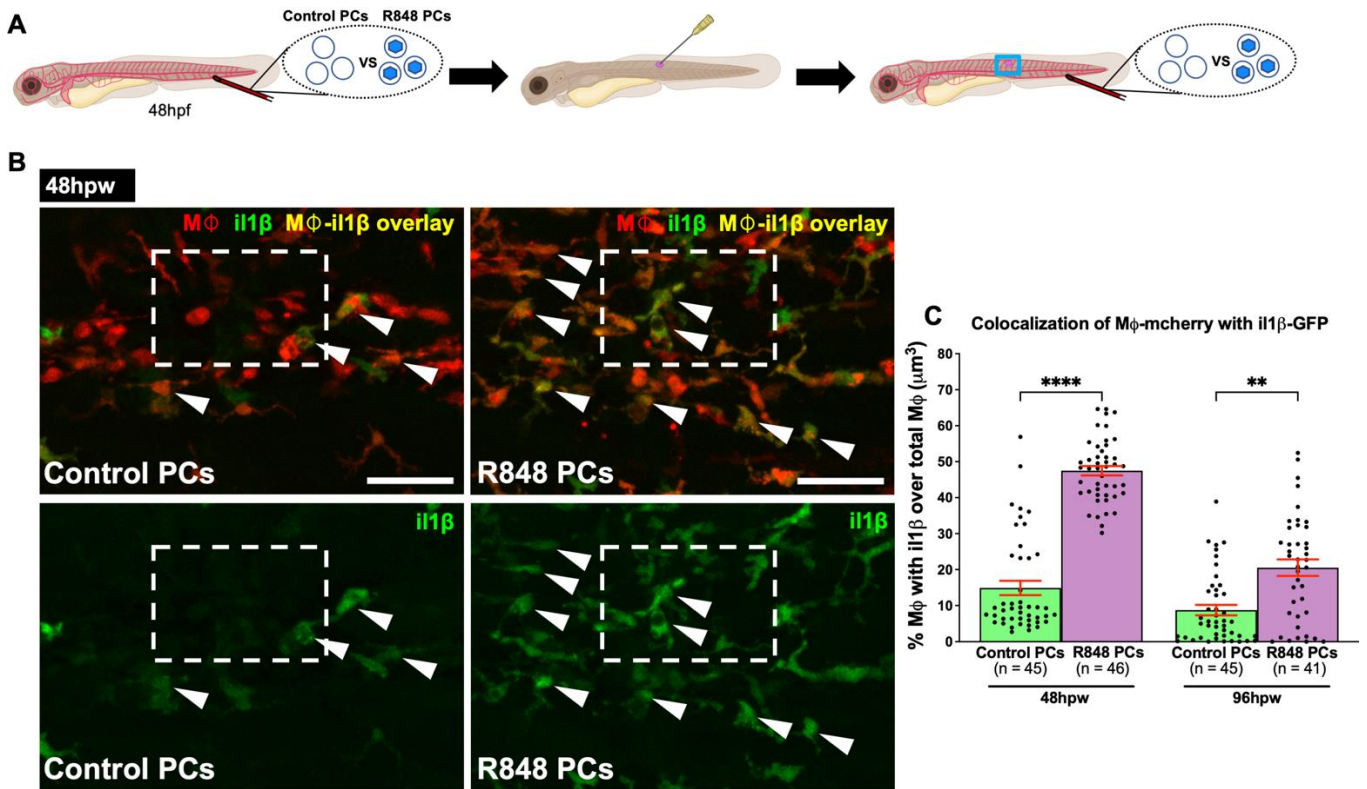 A
Control PCs R848 PCs
VS
48hpf
VS
B
48hpw
MΦ il1β MΦ-il1β overlay
Control PCs
MΦ il1β MΦ-il1β overlay
R848 PCs
il1β
Control PCs
il1β
R848 PCs
C
Colocalization of Mϕ-mcherry with il1β-GFP
% Mϕ with il1β over total Mϕ (μm³)
80
70
60
50
40
30
20
10
0
**** **
Control PCs R848 PCs Control PCs R848 PCs
(n = 45) (n = 46) (n = 45) (n = 41)
48hpw 96hpw